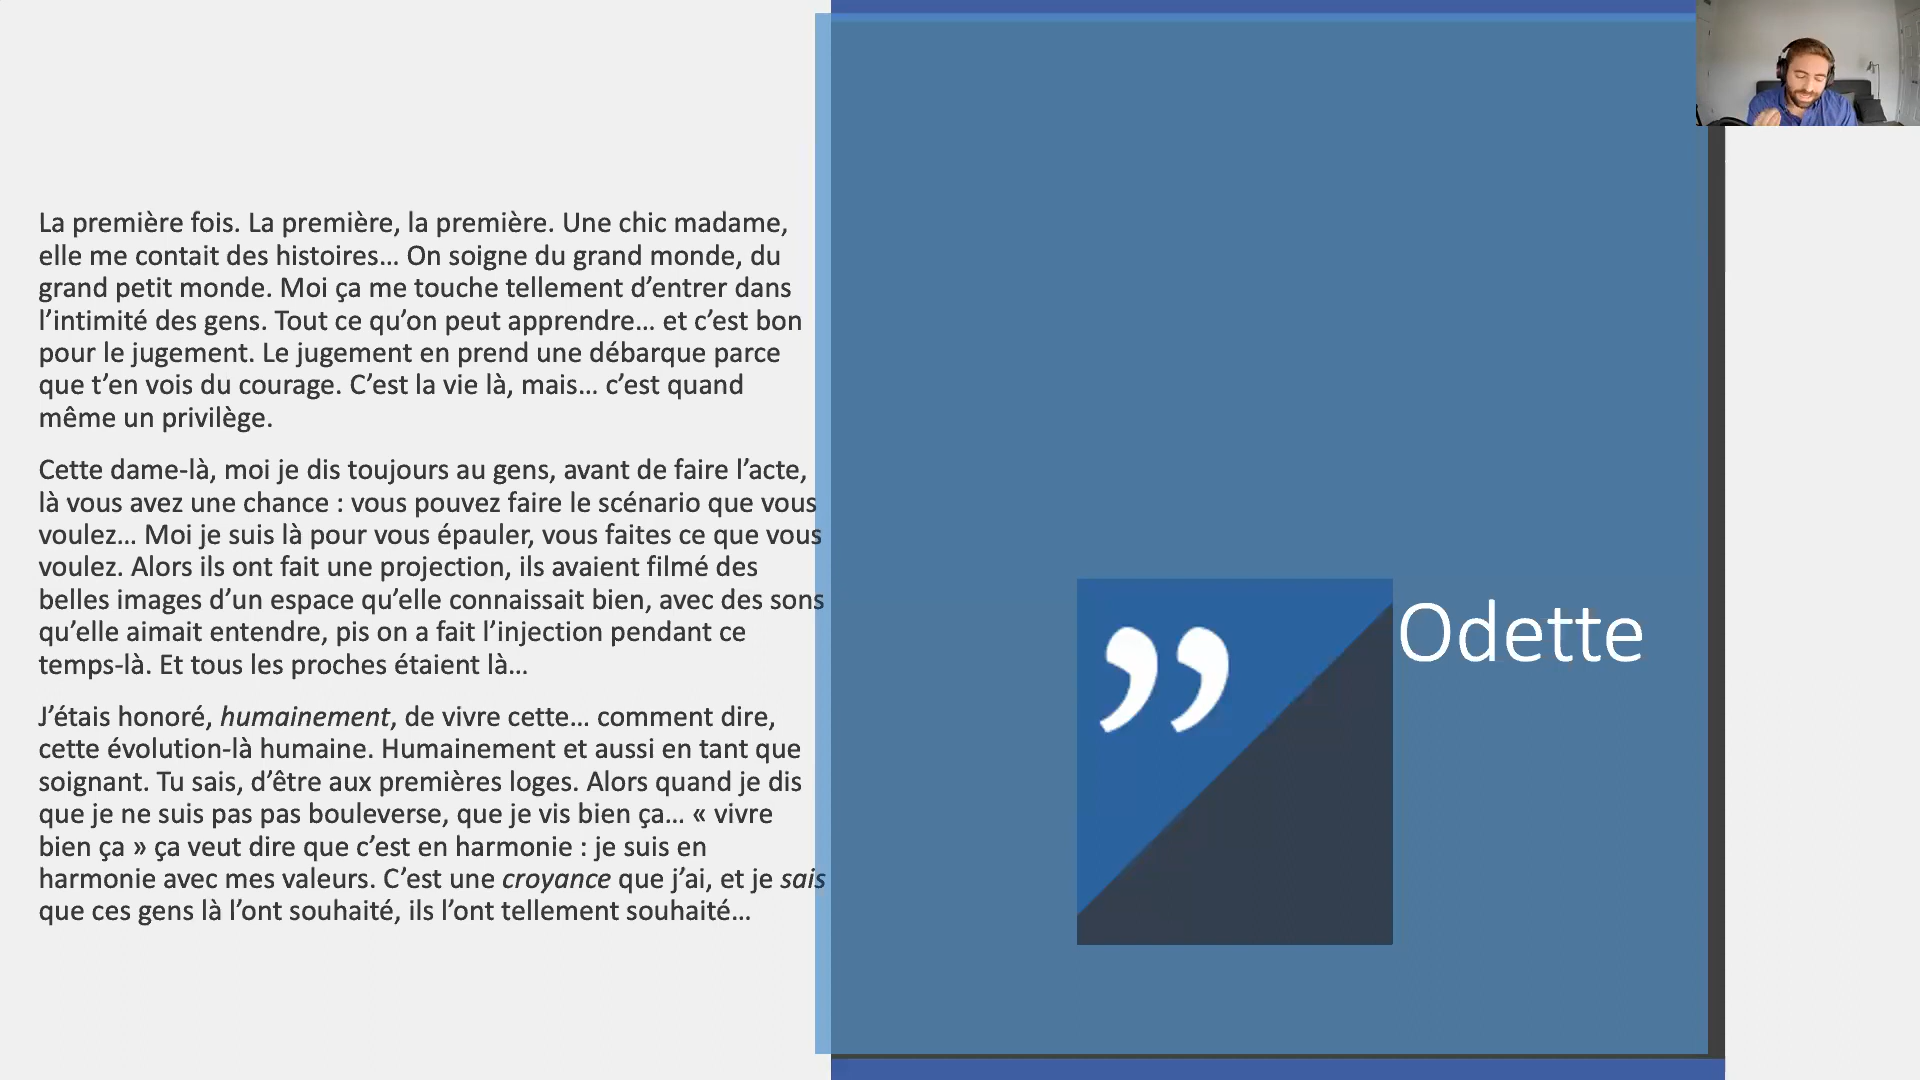 La première fois. La première, la première. Une chic madame,
elle me contait des histoires… On soigne du grand monde, du
grand petit monde. Moi ça me touche tellement d’entrer dans
l’intimité des gens. Tout ce qu’on peut apprendre… et c’est bon
pour le jugement. Le jugement en prend une débarque parce
que t’en vois du courage. C’est la vie là, mais… c’est quand
même un privilège.
Cette dame-là, moi je dis toujours au gens, avant de faire l’acte,
là vous avez une chance : vous pouvez faire le scénario que vous
voulez… Moi je suis là pour vous épauler, vous faites ce que vous
voulez. Alors ils ont fait une projection, ils avaient filmé des
belles images d’un espace qu’elle connaissait bien, avec des sons
qu’elle aimait entendre, pis on a fait l’injection pendant ce
temps-là. Et tous les proches étaient là…
J’étais honoré, humainement, de vivre cette… comment dire,
cette évolution-là humaine. Humainement et aussi en tant que
soignant. Tu sais, d’être aux premières loges. Alors quand je dis
que je ne suis pas pas bouleverse, que je vis bien ça… « vivre
bien ça » ça veut dire que c’est en harmonie : je suis en
harmonie avec mes valeurs. C’est une croyance que j’ai, et je sais
que ces gens là l’ont souhaité, ils l’ont tellement souhaité…
”
Odette